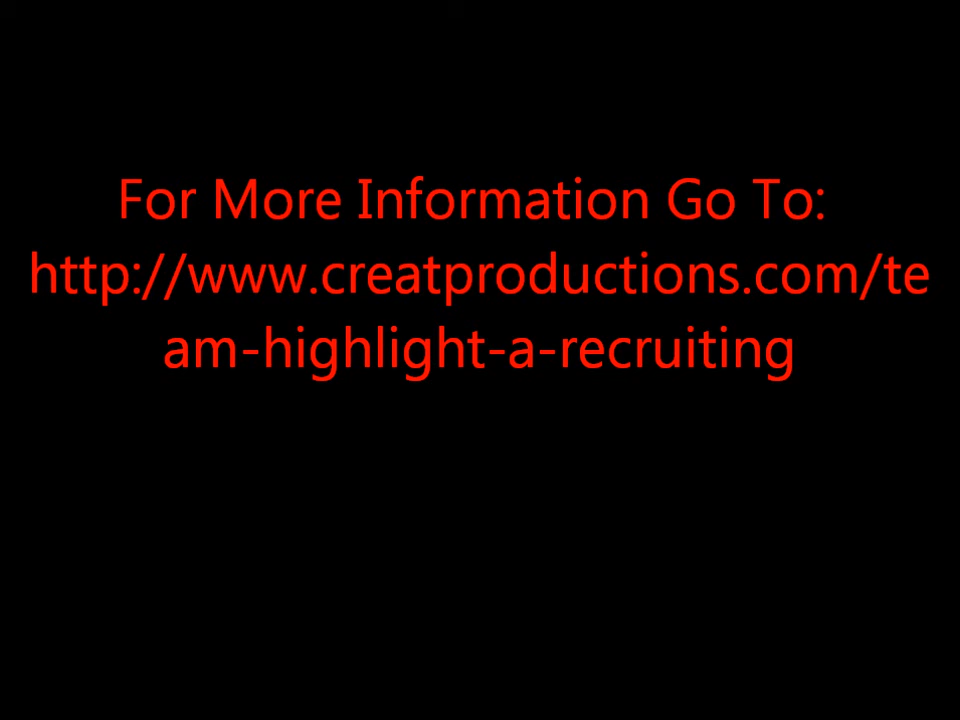 For More Information Go To:
http://www.creatproductions.com/te
am-highlight-a-recruiting